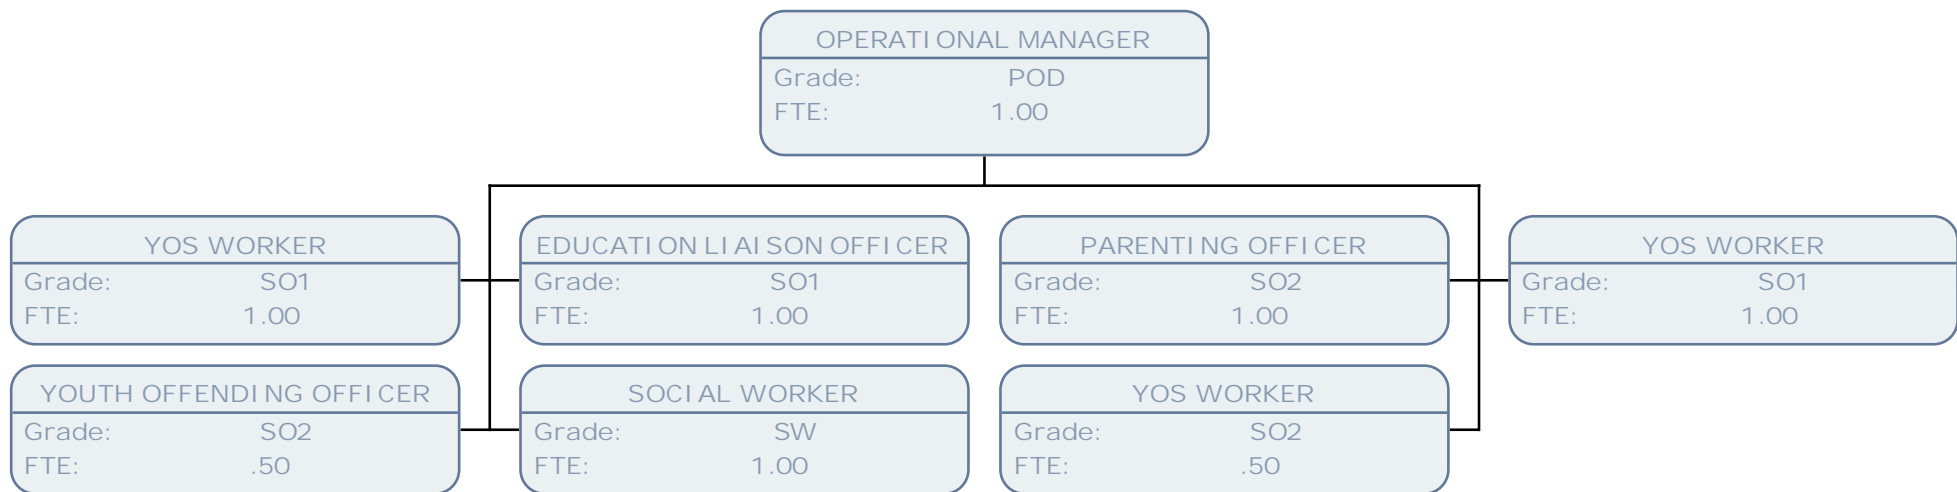 OPERATIONAL MANAGER
Grade: POD
FTE: 1.00
YOS WORKER
Grade: SO1
FTE: 1.00
EDUCATION LIAISON OFFICER
Grade: SO1
FTE: 1.00
PARENTING OFFICER
Grade: SO2
FTE: 1.00
YOS WORKER
Grade: SO1
FTE: 1.00
YOUTH OFFENDING OFFICER
Grade: SO2
FTE: .50
SOCIAL WORKER
Grade: SW
FTE: 1.00
YOS WORKER
Grade: SO2
FTE: .50